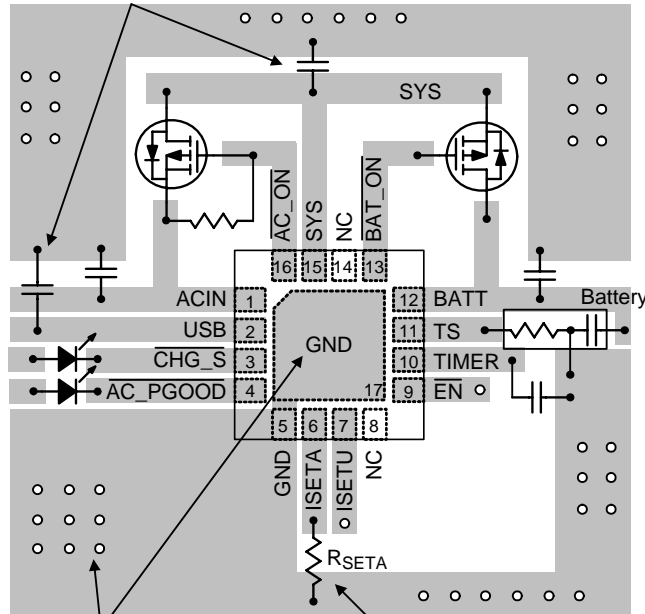 SYS
AC_ON
SYS
NC
BAT_ON
16 15 14 13
ACIN 1
12 BATT
Battery
USB 2
GND
11 TS
CHG_S 3
10 TIMER
AC_PGOOD 4
17
9 EN
5 6 7 8
GND
ISETA
ISETU
NC
RSETA